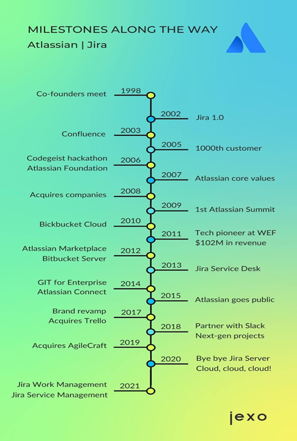 MILESTONES ALONG THE WAY
Atlassian | Jira
Co-founders meet 1998
2002 Jira 1.0
Confluence 2003
2005 1000th customer
Codegeist hackathon
Atlassian Foundation 2006
2007 Atlassian core values
Acquires companies 2008
2009 1st Atlassian Summit
Bickbucket Cloud 2010
2011 Tech pioneer at WEF
$102M in revenue
Atlassian Marketplace
Bitbucket Server 2012
2013 Jira Service Desk
GIT for Enterprise
Atlassian Connect 2014
2015 Atlassian goes public
Brand revamp
Acquires Trello 2017
2018 Partner with Slack
Next-gen projects
Acquires AgileCraft 2019
2020 Bye bye Jira Server
Cloud, cloud, cloud!
Jira Work Management 2021
Jira Service Management
jexo